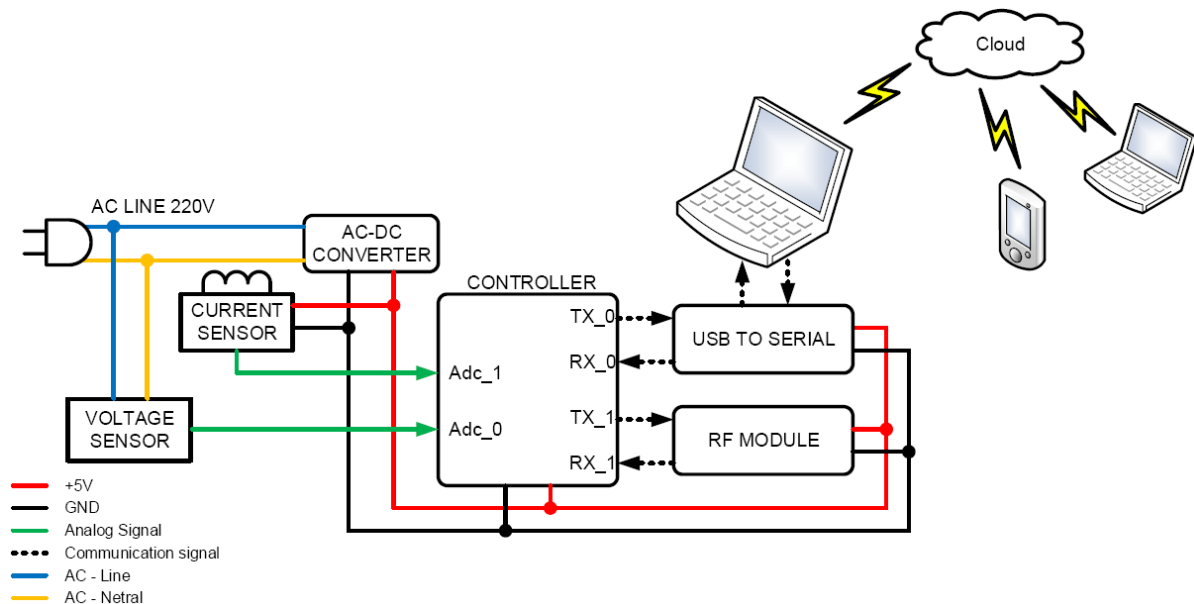 Cloud
AC LINE 220V
AC-DC
CONVERTER
CONTROLLER
CURRENT
SENSOR
TX_0
USB TO SERIAL
RX_0
Adc_1
VOLTAGE
SENSOR
Adc_0
TX_1
RF MODULE
RX_1
+5V
GND
Analog Signal
Communication signal
AC - Line
AC - Netral